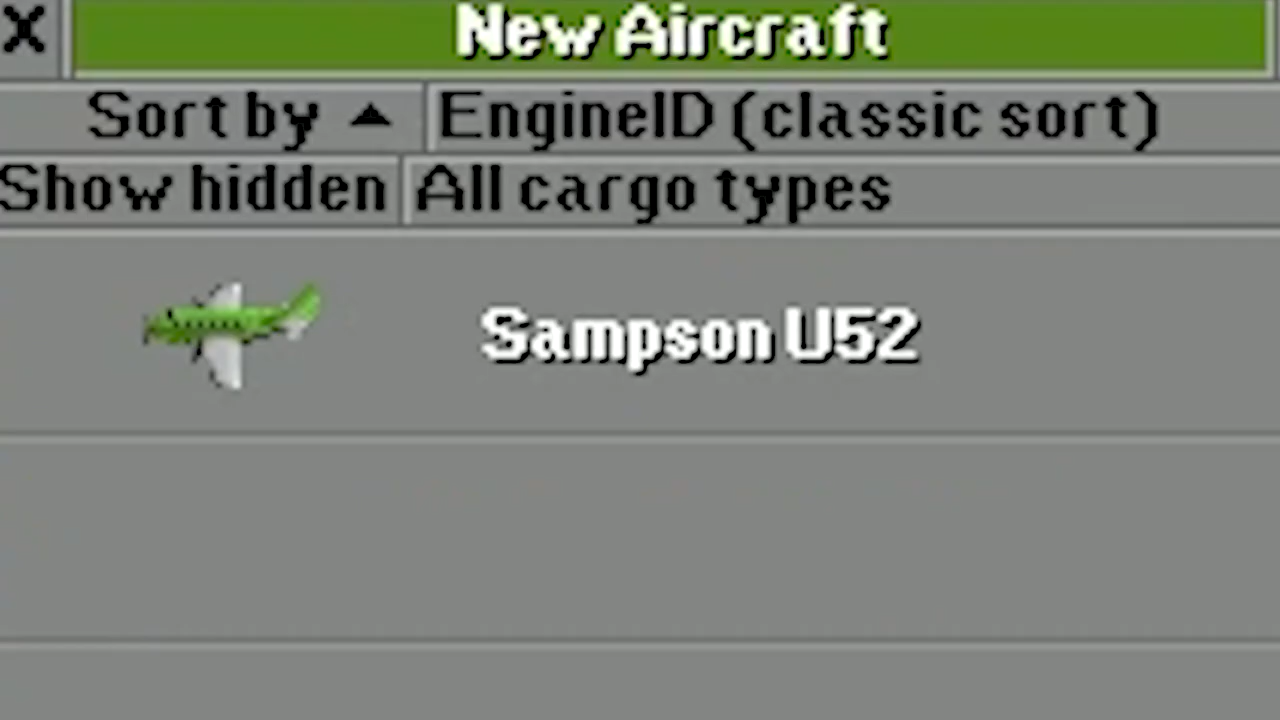 X New Aircraft
Sort by ▲ EngineID (classic sort)
Show hidden All cargo types
Sampson U52